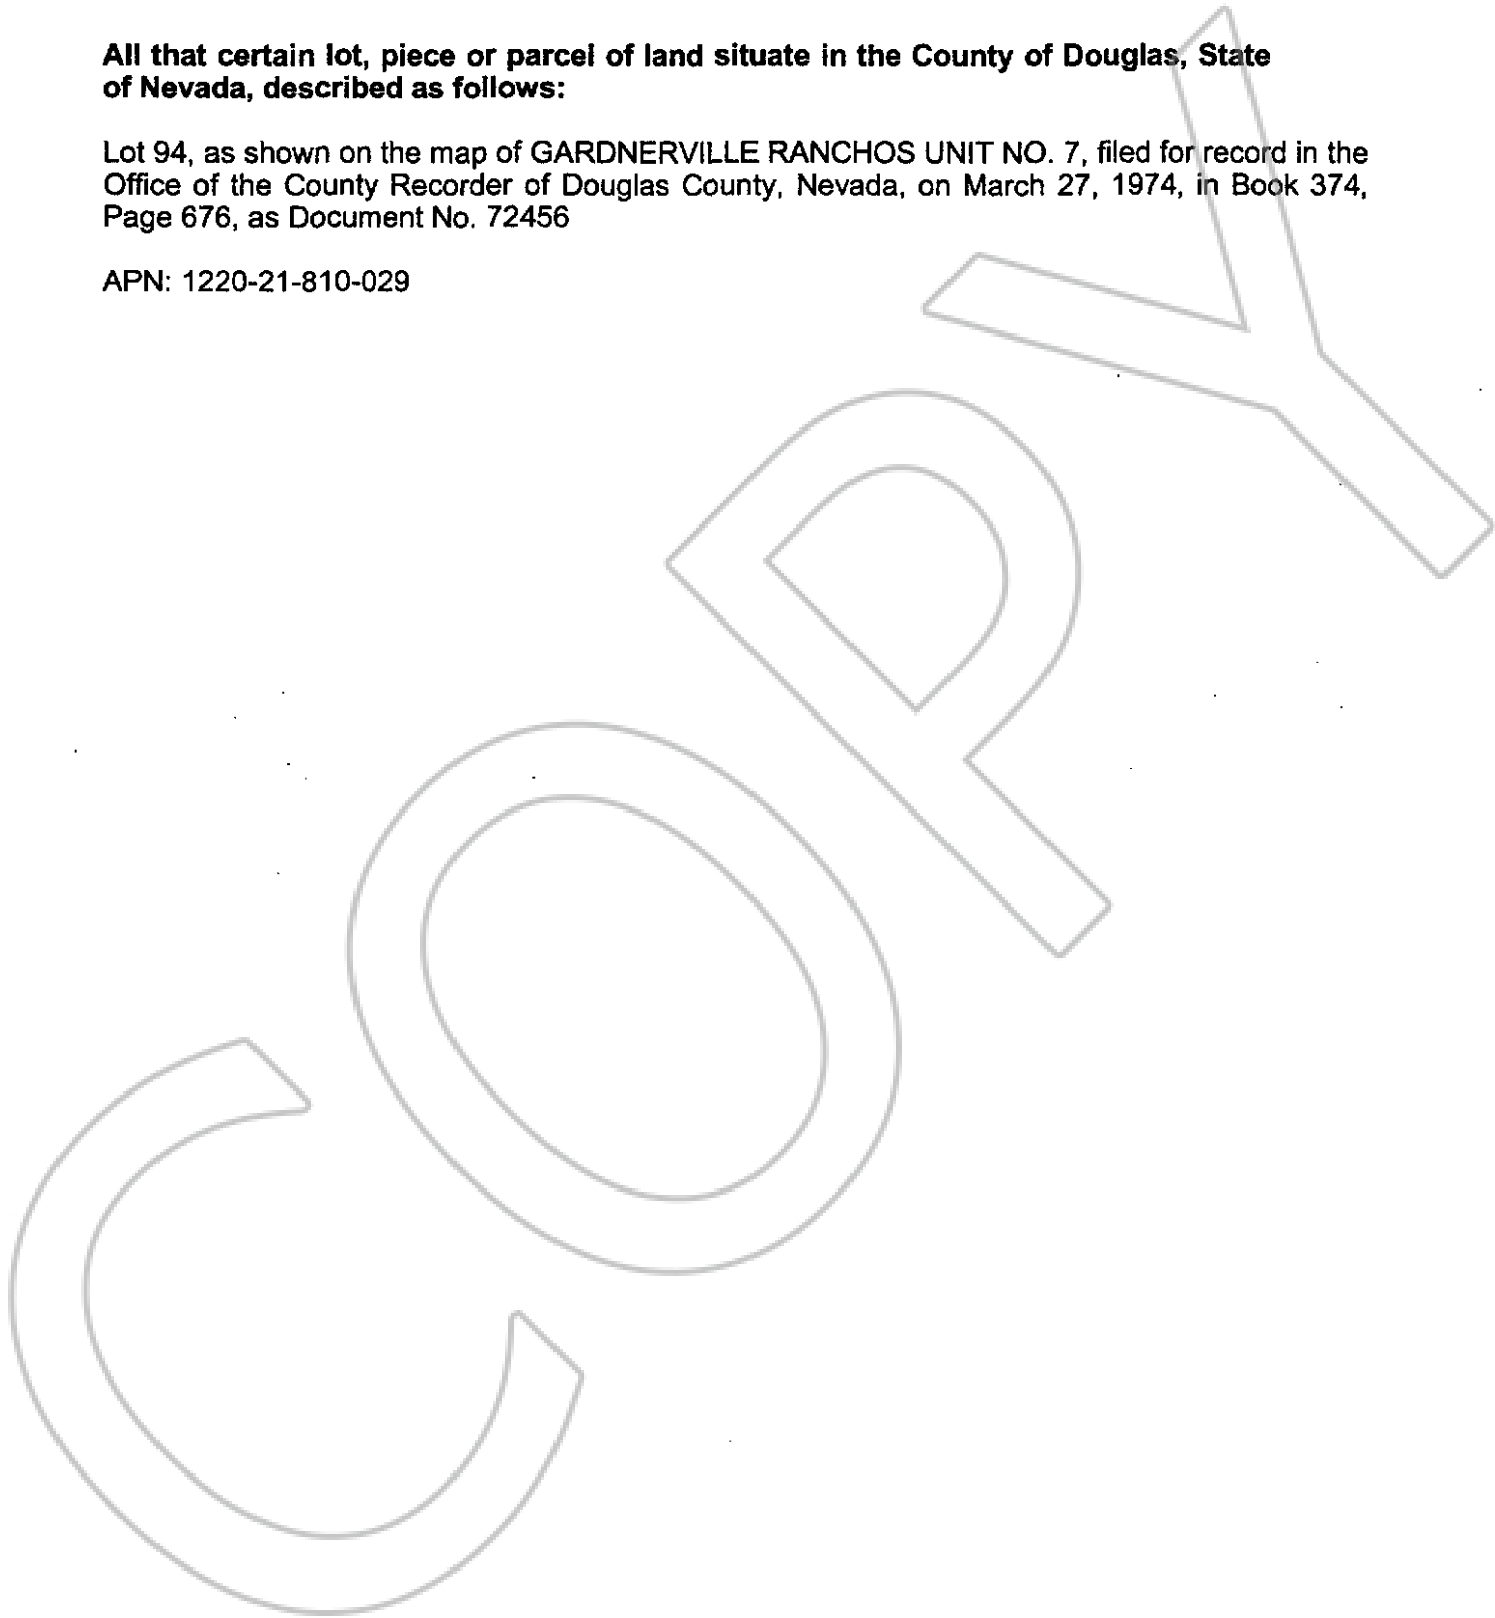 All that certain lot, piece or parcel of land situate in the County of Douglas, State
of Nevada, described as follows:
Lot 94, as shown on the map of GARDNERVILLE RANCHOS UNIT NO. 7, filed for record in the
Office of the County Recorder of Douglas County, Nevada, on March 27, 1974, in Book 374,
Page 676, as Document No. 72456
APN: 1220-21-810-029
COPY